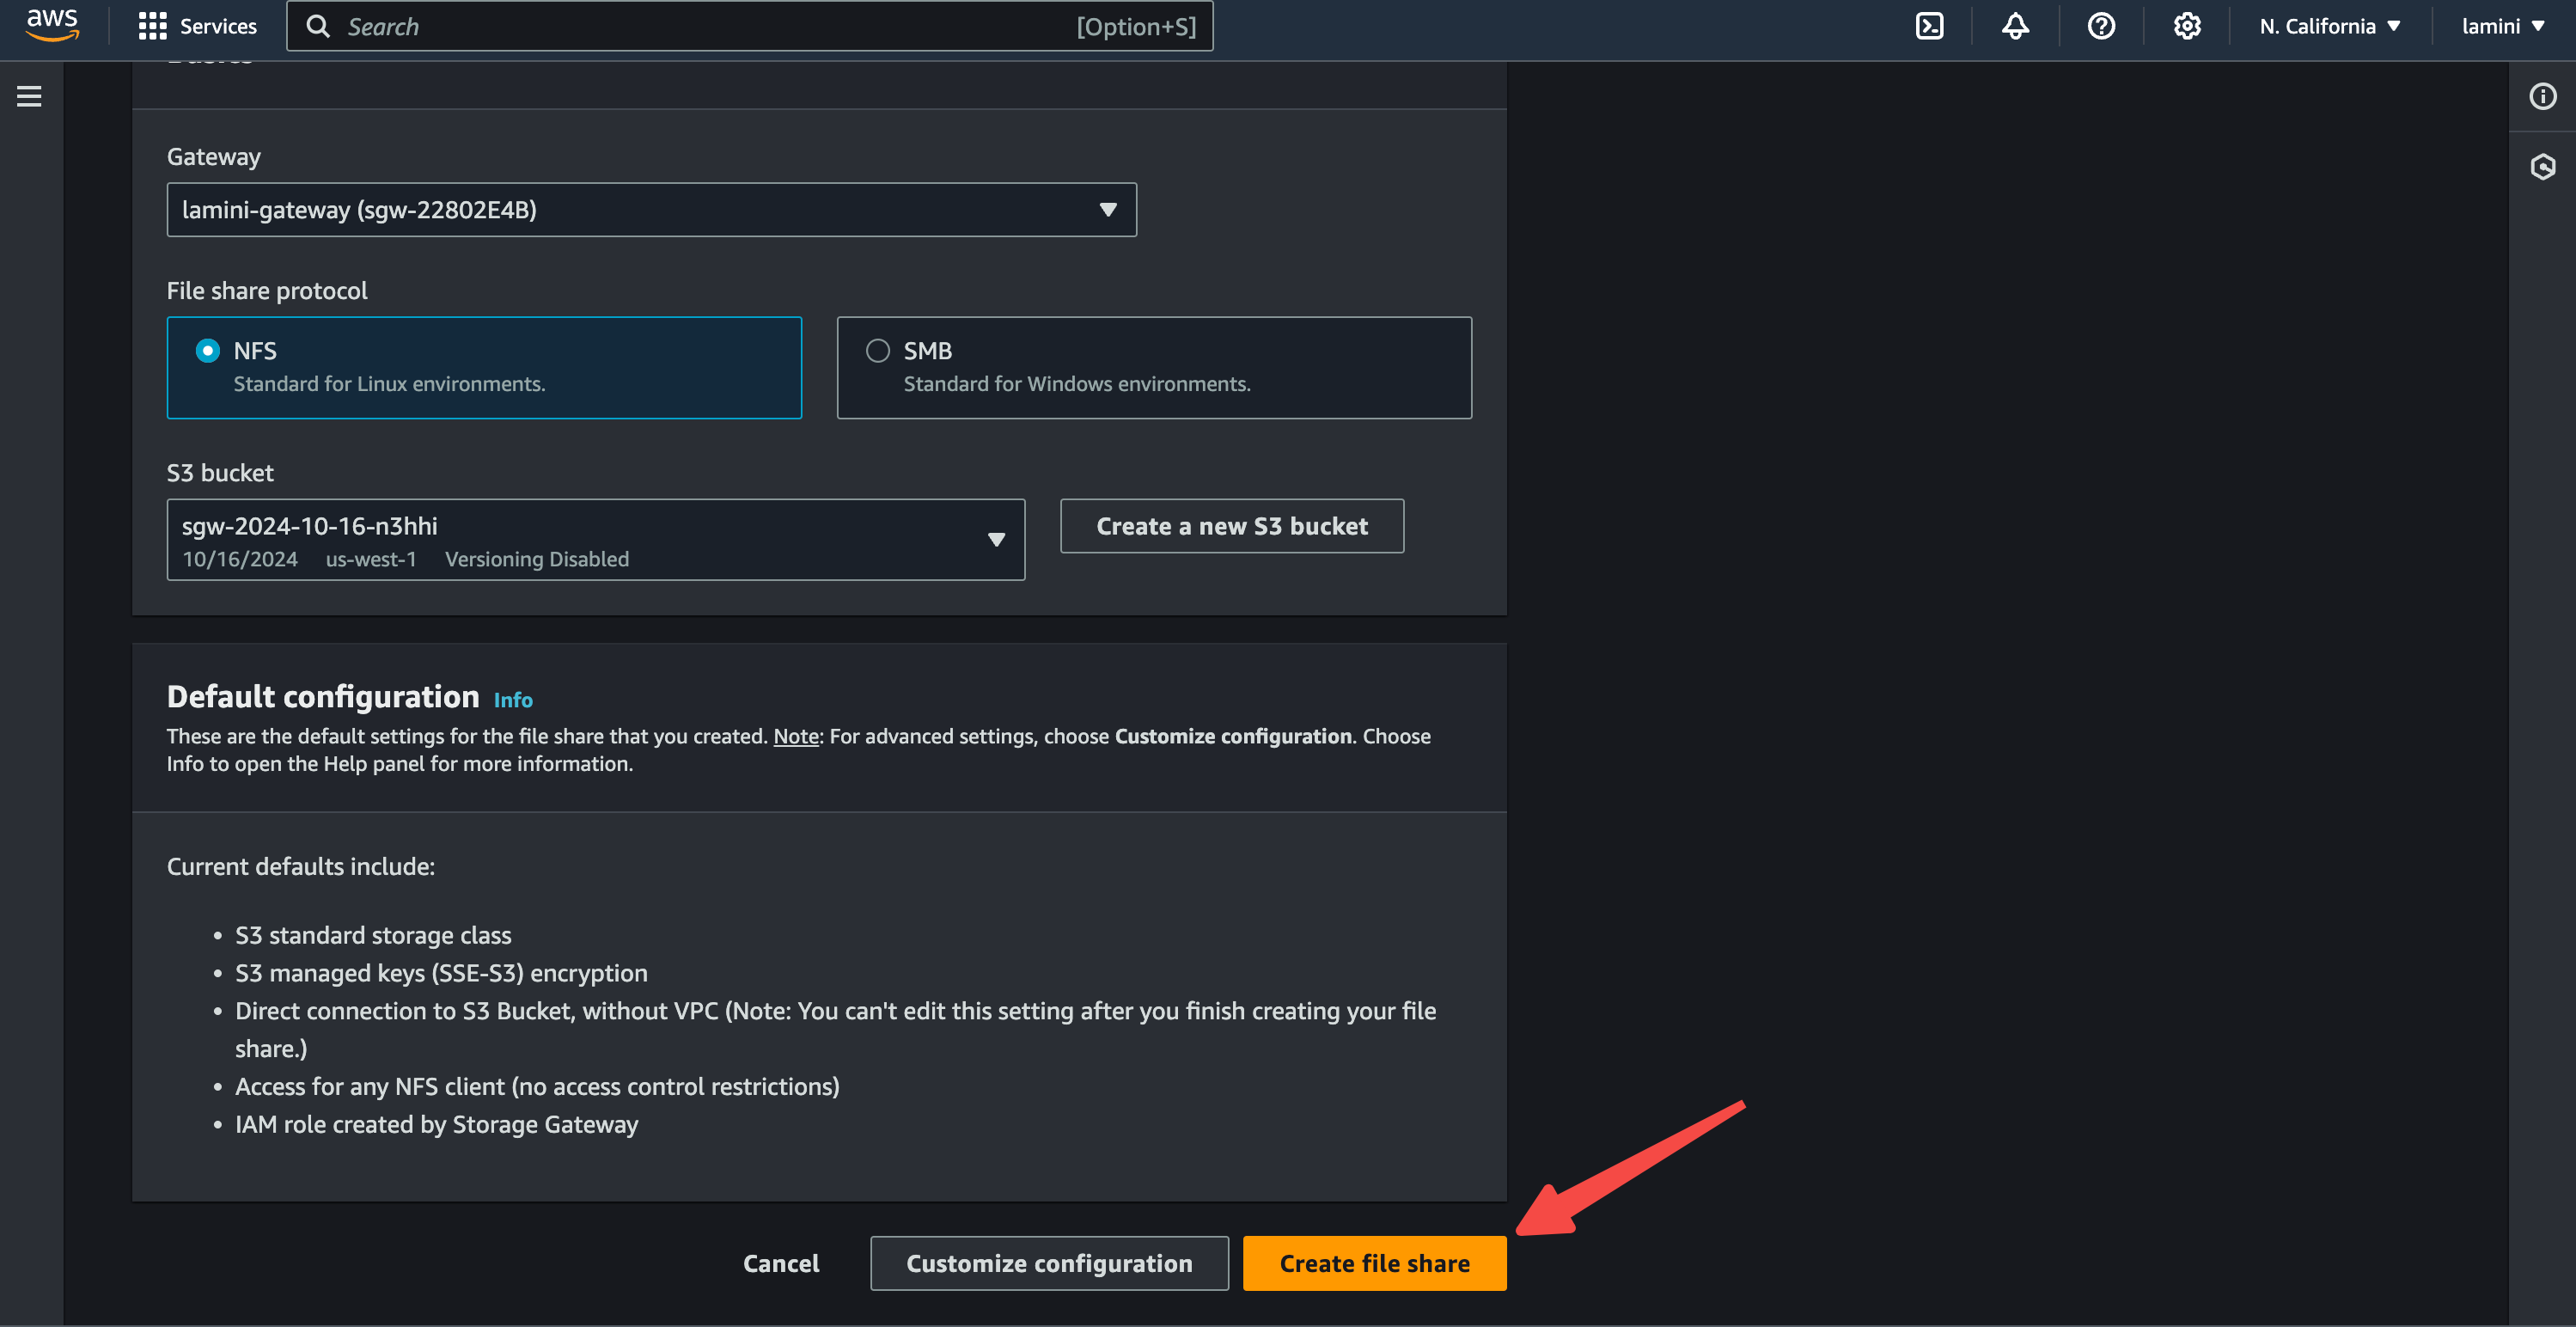 aws
Services
Search
[Option+S]
N. California
lamini
Basics
Gateway
lamini-gateway (sgw-22802E4B)
File share protocol
NFS
Standard for Linux environments.
SMB
Standard for Windows environments.
S3 bucket
sgw-2024-10-16-n3hhi
10/16/2024 us-west-1 Versioning Disabled
Create a new S3 bucket
Default configuration Info
These are the default settings for the file share that you created. Note: For advanced settings, choose Customize configuration. Choose
Info to open the Help panel for more information.
Current defaults include:
• S3 standard storage class
• S3 managed keys (SSE-S3) encryption
• Direct connection to S3 Bucket, without VPC (Note: You can't edit this setting after you finish creating your file
share.)
• Access for any NFS client (no access control restrictions)
• IAM role created by Storage Gateway
Cancel
Customize configuration
Create file share